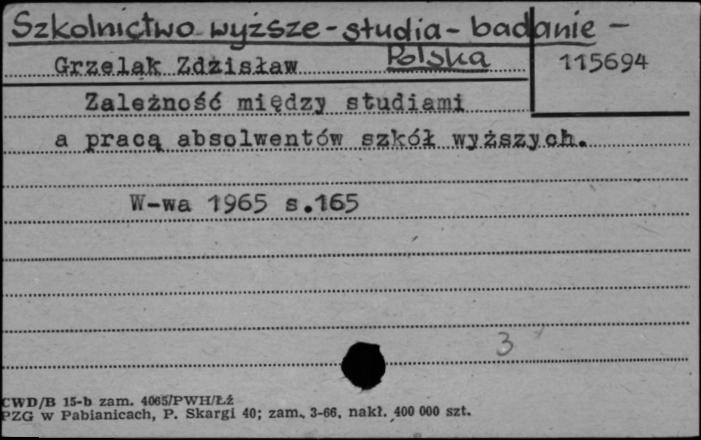 Szkolnictwo wyższe - studia - badanie -
Polska
Grzelak Zdzisław
115694
Zależność między studiami
a pracą absolwentów szkół wyższych.
W-wa 1965 s.165
3
CWD/B 15-b zam. 4065/PWH/Łź
PZG w Pabianicach, P. Skargi 40; zam. 3-66. nakł. 400 000 szt.